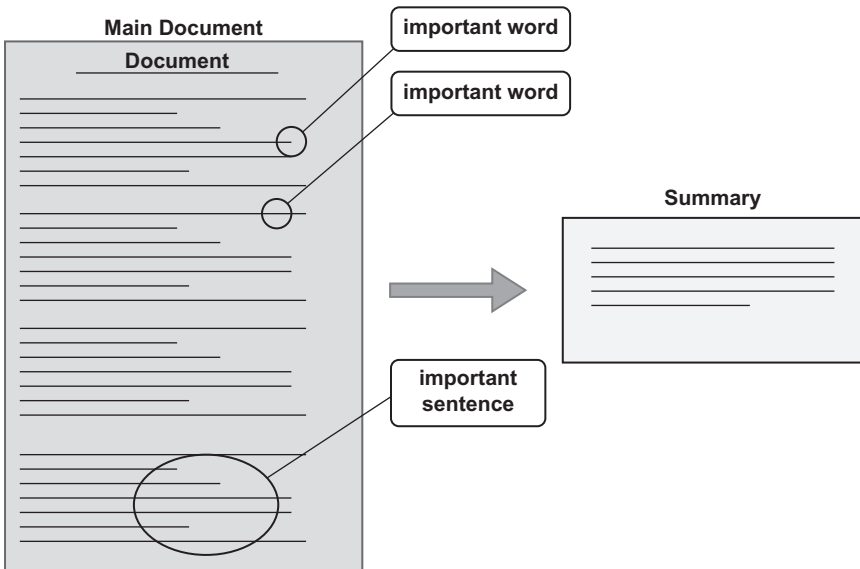 Main Document
Document
important word
important word
Summary
important
sentence